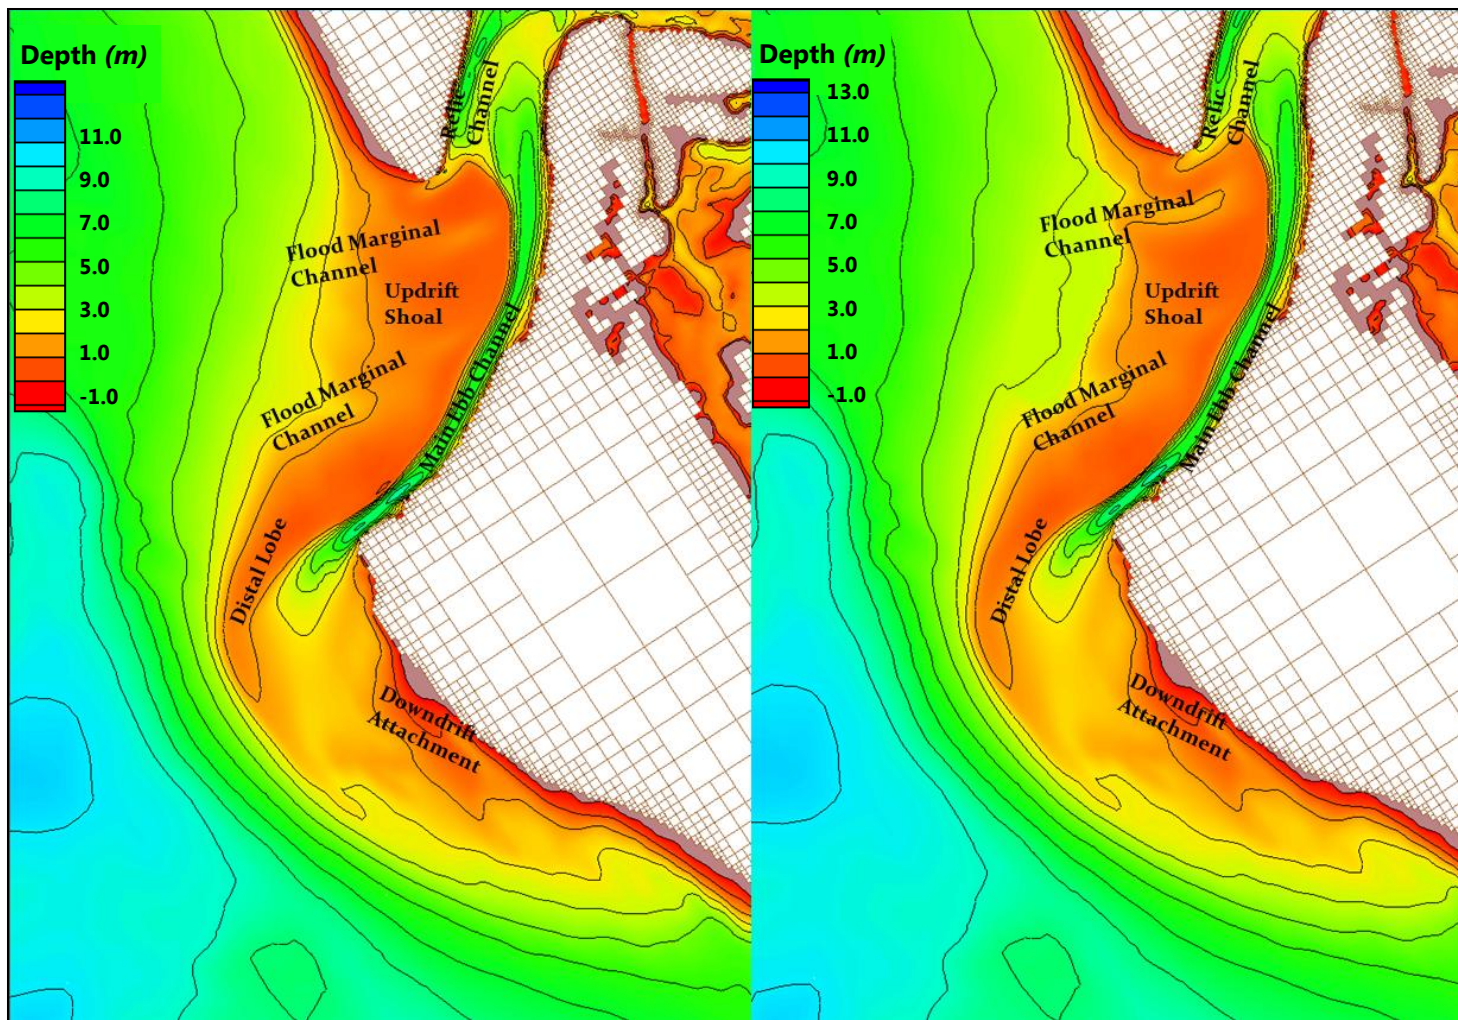 Depth (m)
11.0
9.0
7.0
5.0
3.0
1.0
-1.0
Relic
Channel
Flood Marginal
Channel
Updrift
Shoal
Flood Marginal
Channel
Main Ebb Channel
Distal Lobe
Downdrift
Attachment
Depth (m)
13.0
11.0
9.0
7.0
5.0
3.0
1.0
-1.0
Relic
Channel
Flood Marginal
Channel
Updrift
Shoal
Flood Marginal
Channel
Main Ebb Channel
Distal Lobe
Downdrift
Attachment